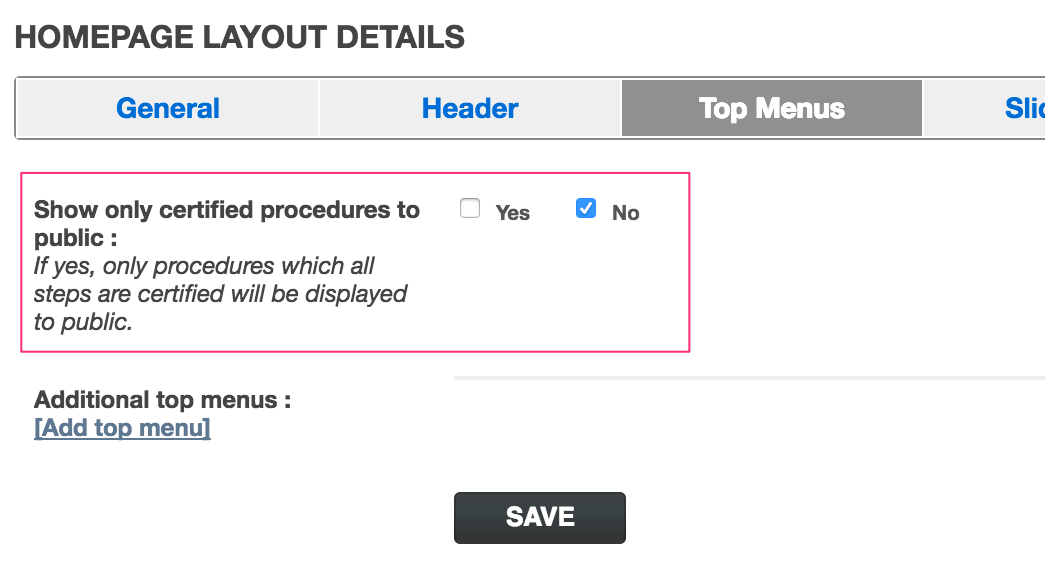 HOMEPAGE LAYOUT DETAILS
General Header Top Menus
Show only certified procedures to
public :
Yes No
If yes, only procedures which all
steps are certified will be displayed
to public.
Additional top menus :
[Add top menu]
SAVE